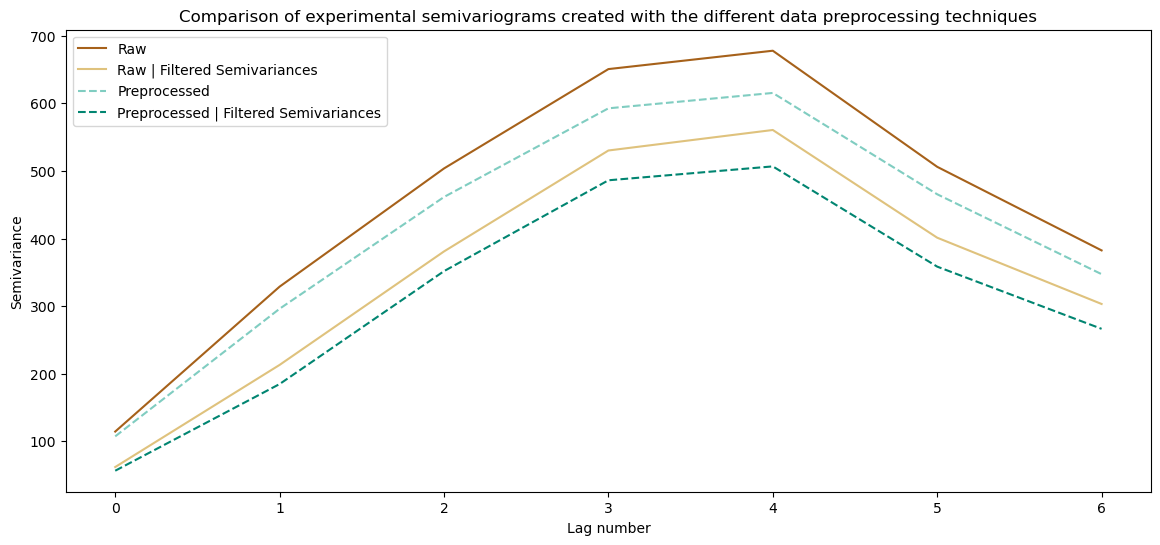 Comparison of experimental semivariograms created with the different data preprocessing techniques
Raw
Raw | Filtered Semivariances
Preprocessed
Preprocessed | Filtered Semivariances
Semivariance
700
600
500
400
300
200
100
0 1 2 3 4 5 6
Lag number